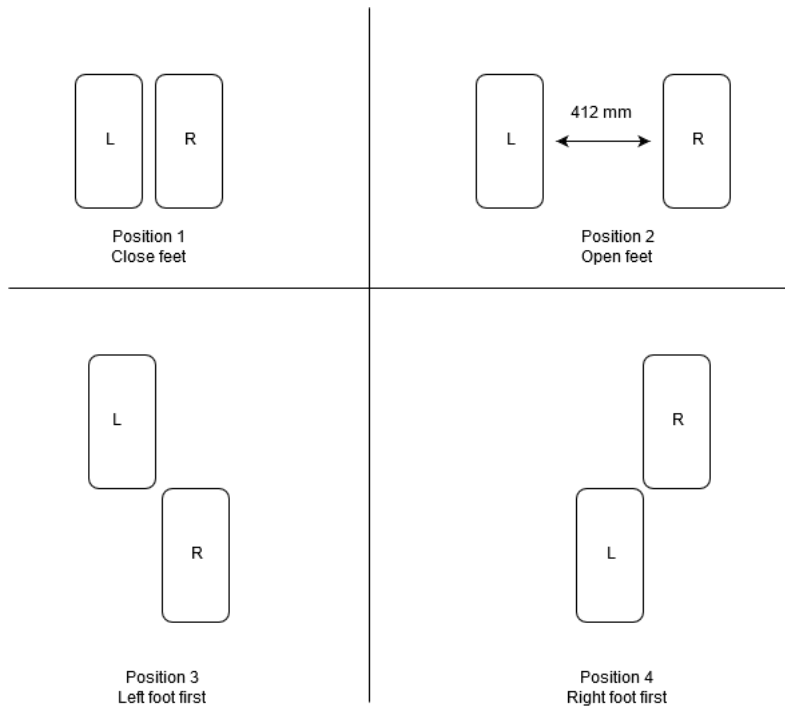 L
R
Position 1
Close feet
412 mm
L
R
Position 2
Open feet
L
R
Position 3
Left foot first
R
L
Position 4
Right foot first